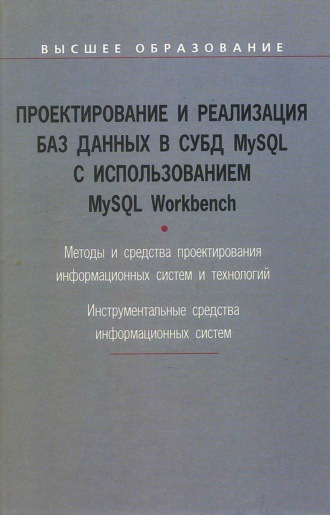 ВЫСШЕЕ ОБРАЗОВАНИЕ
ПРОЕКТИРОВАНИЕ И РЕАЛИЗАЦИЯ
БАЗ ДАННЫХ В СУБД MySQL
С ИСПОЛЬЗОВАНИЕМ
MySQL Workbench
Методы и средства проектирования
информационных систем и технологий
Инструментальные средства
информационных систем